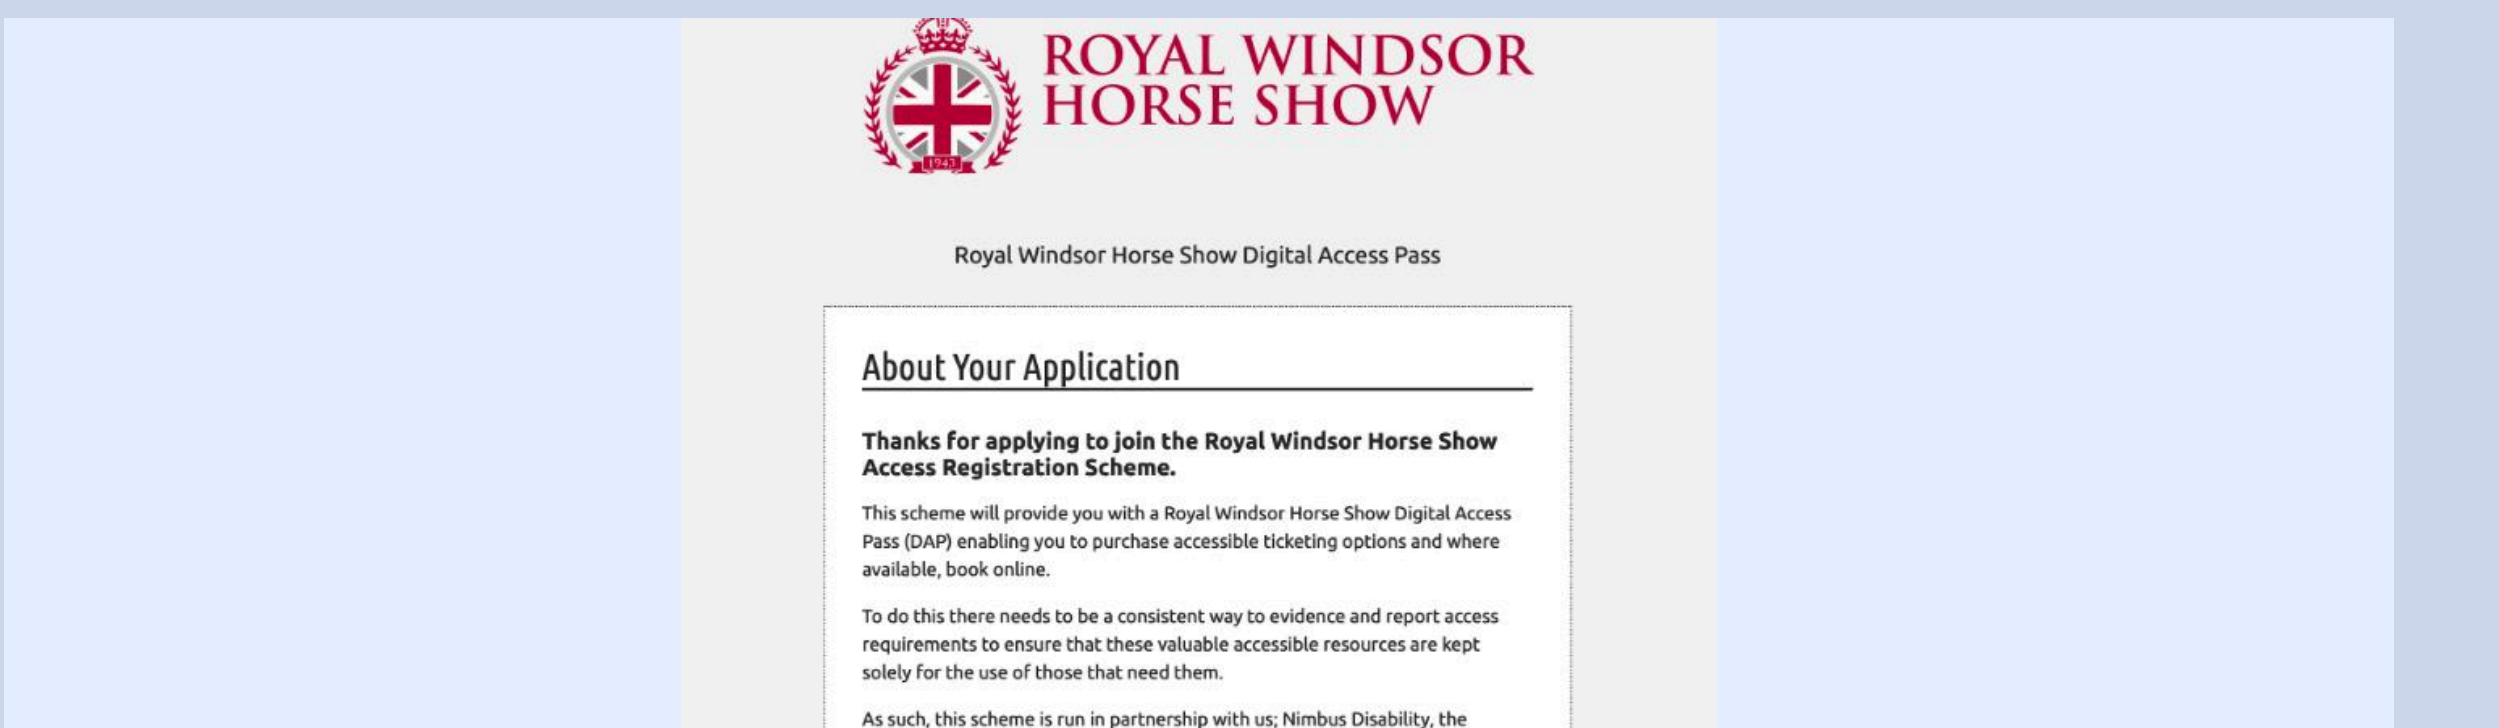 ROYAL WINDSOR
HORSE SHOW
1943
Royal Windsor Horse Show Digital Access Pass
About Your Application
Thanks for applying to join the Royal Windsor Horse Show
Access Registration Scheme.
This scheme will provide you with a Royal Windsor Horse Show Digital Access
Pass (DAP) enabling you to purchase accessible ticketing options and where
available, book online.
To do this there needs to be a consistent way to evidence and report access
requirements to ensure that these valuable accessible resources are kept
solely for the use of those that need them.
As such, this scheme is run in partnership with us; Nimbus Disability, the